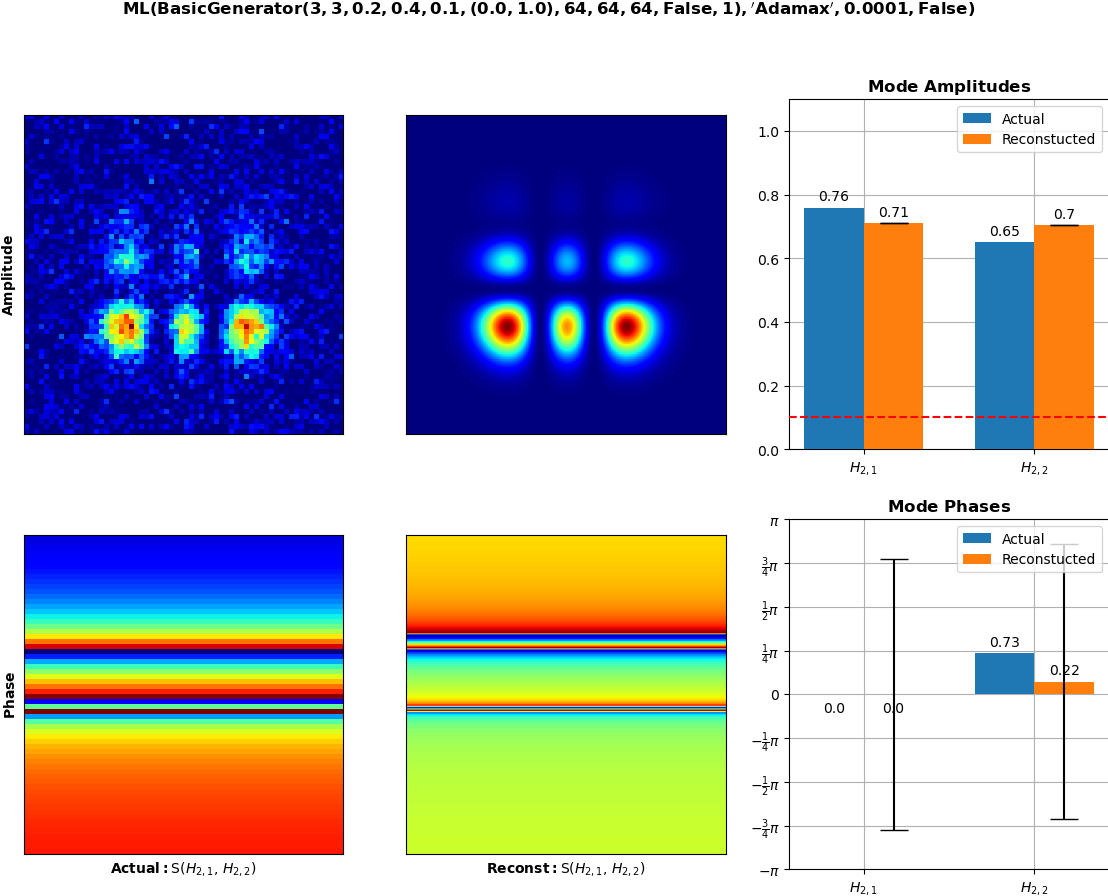 ML(BasicGenerator(3, 3, 0.2, 0.4, 0.1, (0.0, 1.0), 64, 64, 64, False, 1), ′Adamax′, 0.0001, False)
Amplitude
Mode Amplitudes
Actual
Reconstucted
1.0
0.8
0.6
0.4
0.2
0.0
0.76
0.71
0.65
0.7
H2,1
H2,2
Phase
Actual: S(H2,1, H2,2)
Reconst: S(H2,1, H2,2)
Mode Phases
Actual
Reconstucted
π
3/4π
1/2π
1/4π
0
−1/4π
−1/2π
−3/4π
−π
0.0
0.0
0.73
0.22
H2,1
H2,2